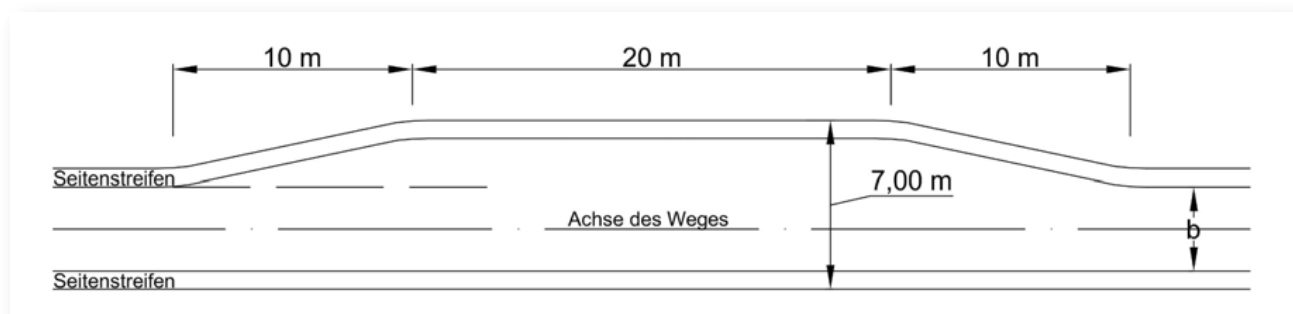 10 m
20 m
10 m
Seitenstreifen
7,00 m
Achse des Weges
b
Seitenstreifen